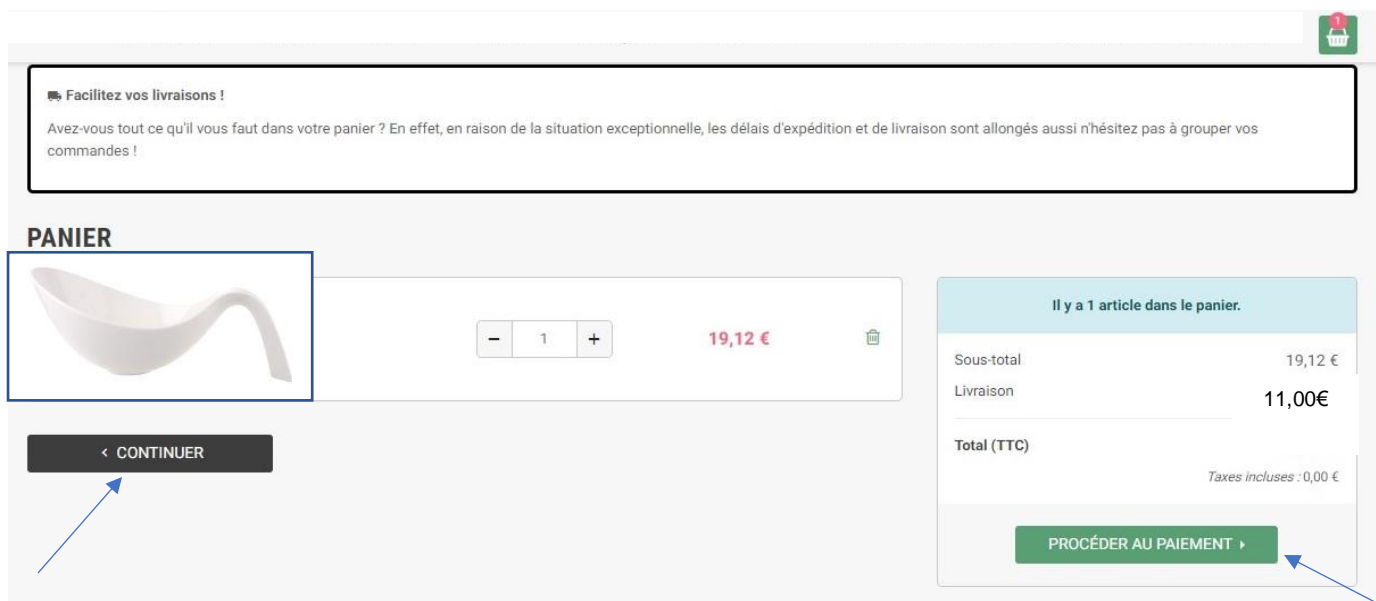 1
Facilitez vos livraisons !
Avez-vous tout ce qu'il vous faut dans votre panier ? En effet, en raison de la situation exceptionnelle, les délais d'expédition et de livraison sont allongés aussi n'hésitez pas à grouper vos
commandes !
PANIER
− 1 + 19,12 €
‹ CONTINUER
Il y a 1 article dans le panier.
Sous-total 19,12 €
Livraison 11,00€
Total (TTC)
Taxes incluses : 0,00 €
PROCÉDER AU PAIEMENT